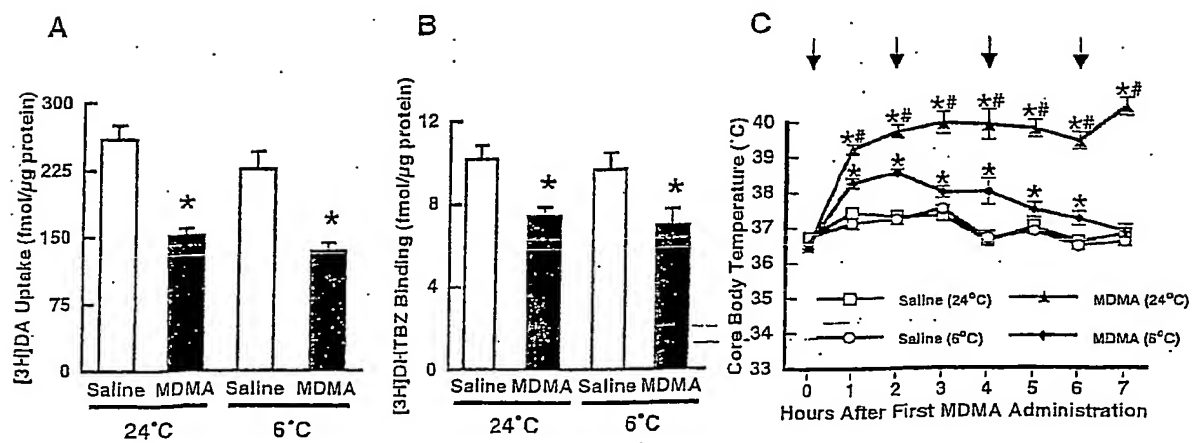 A
[3H]DA Uptake (fmol/µg protein)
300
225
150
75
0
*
*
Saline MDMA Saline MDMA
24°C 6°C
B
[3H]DHTBZ Binding (fmol/µg protein)
12
8
4
0
*
*
Saline MDMA Saline MDMA
24°C 6°C
C
Core Body Temperature (°C)
40
39
38
37
36
35
34
33
*# *# *# *# *# *# *#
* * * * * *
Saline (24°C) MDMA (24°C)
Saline (6°C) MDMA (6°C)
0 1 2 3 4 5 6 7
Hours After First MDMA Administration